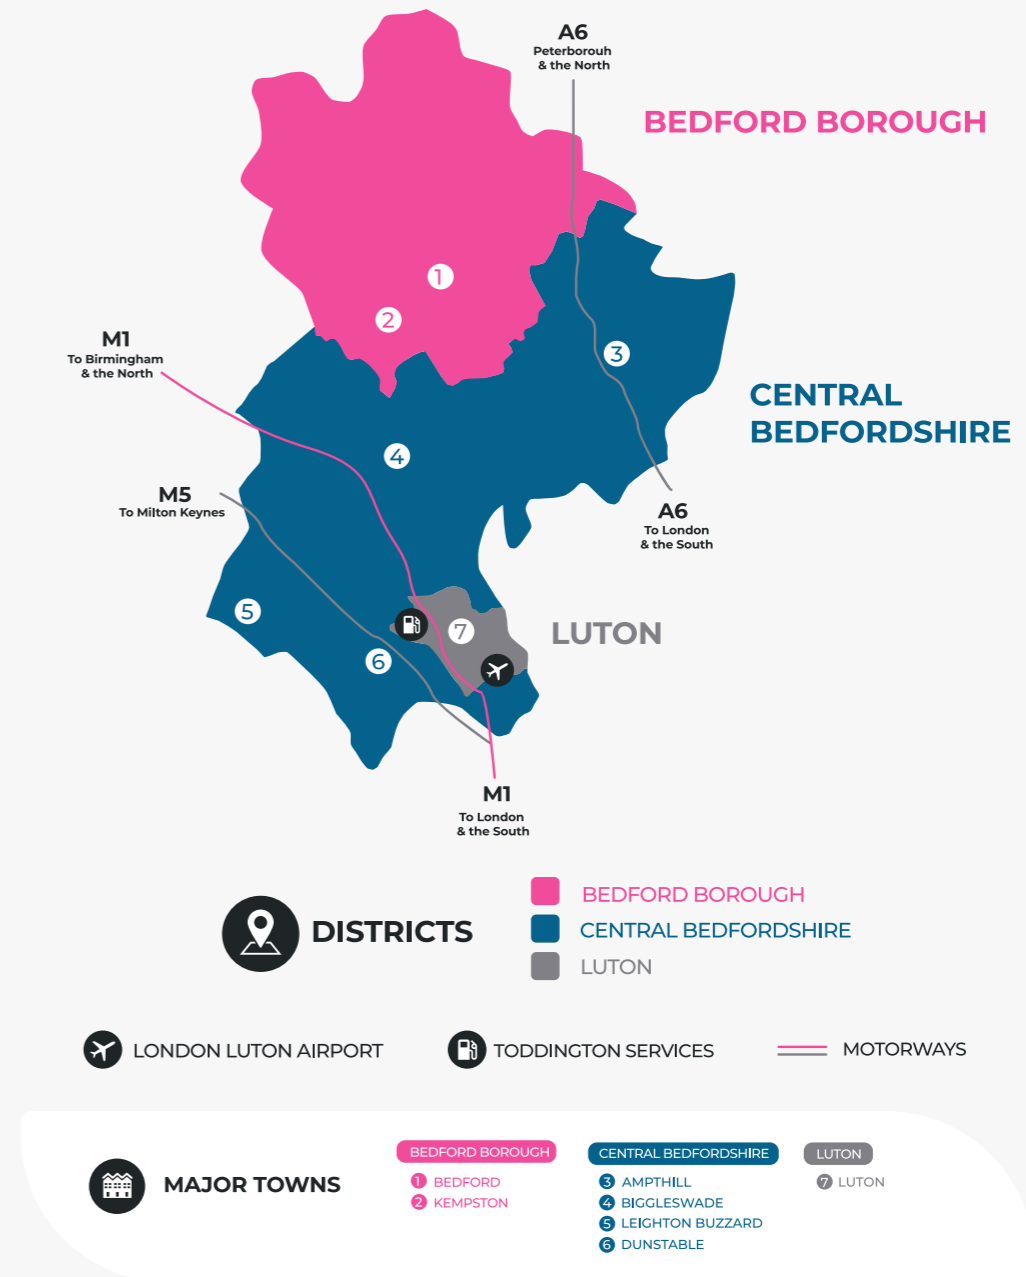 A6
Peterborouh
& the North
BEDFORD BOROUGH
1
2
M1
To Birmingham
& the North
3
CENTRAL
BEDFORDSHIRE
4
M5
To Milton Keynes
A6
To London
& the South
5
7
LUTON
6
M1
To London
& the South
DISTRICTS
BEDFORD BOROUGH
CENTRAL BEDFORDSHIRE
LUTON
LONDON LUTON AIRPORT
TODDINGTON SERVICES
MOTORWAYS
MAJOR TOWNS
BEDFORD BOROUGH
1 BEDFORD
2 KEMPSTON
CENTRAL BEDFORDSHIRE
3 AMPTHILL
4 BIGGLESWADE
5 LEIGHTON BUZZARD
6 DUNSTABLE
LUTON
7 LUTON